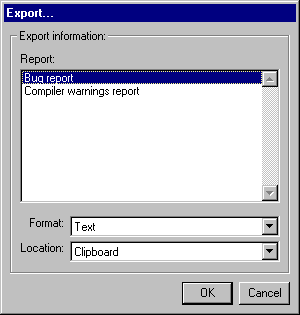 Export...
Export information:
Report:
Bug report
Compiler warnings report
Format: Text
Location: Clipboard
OK Cancel